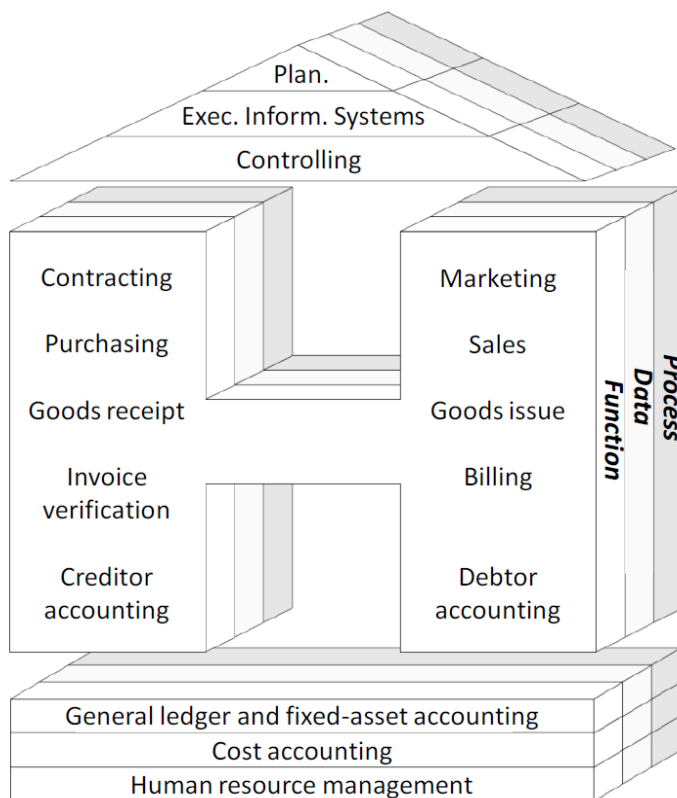 Plan.
Exec. Inform. Systems
Controlling
Contracting
Purchasing
Goods receipt
Invoice
verification
Creditor
accounting
Marketing
Sales
Goods issue
Billing
Debtor
accounting
Function
Data
Process
General ledger and fixed-asset accounting
Cost accounting
Human resource management